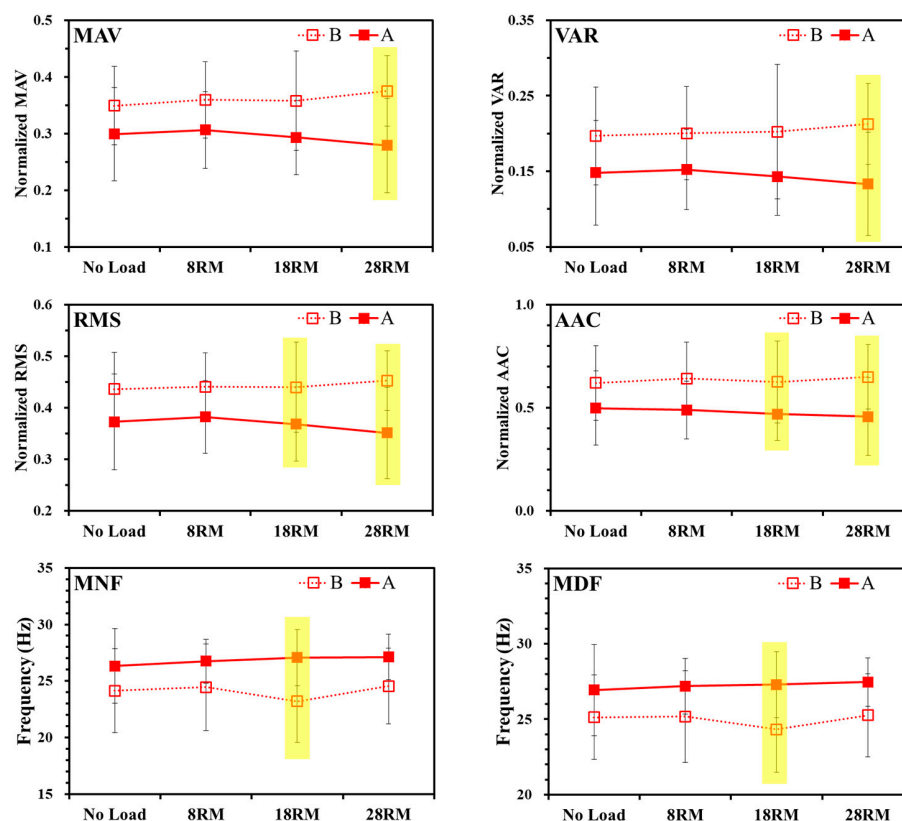 MAV
B A
Normalized MAV
0.5
0.4
0.3
0.2
0.1
No Load 8RM 18RM 28RM
VAR
B A
Normalized VAR
0.35
0.25
0.15
0.05
No Load 8RM 18RM 28RM
RMS
B A
Normalized RMS
0.6
0.5
0.4
0.3
0.2
No Load 8RM 18RM 28RM
AAC
B A
Normalized AAC
1.0
0.5
0.0
No Load 8RM 18RM 28RM
MNF
B A
Frequency (Hz)
35
30
25
20
15
No Load 8RM 18RM 28RM
MDF
B A
Frequency (Hz)
35
30
25
20
No Load 8RM 18RM 28RM